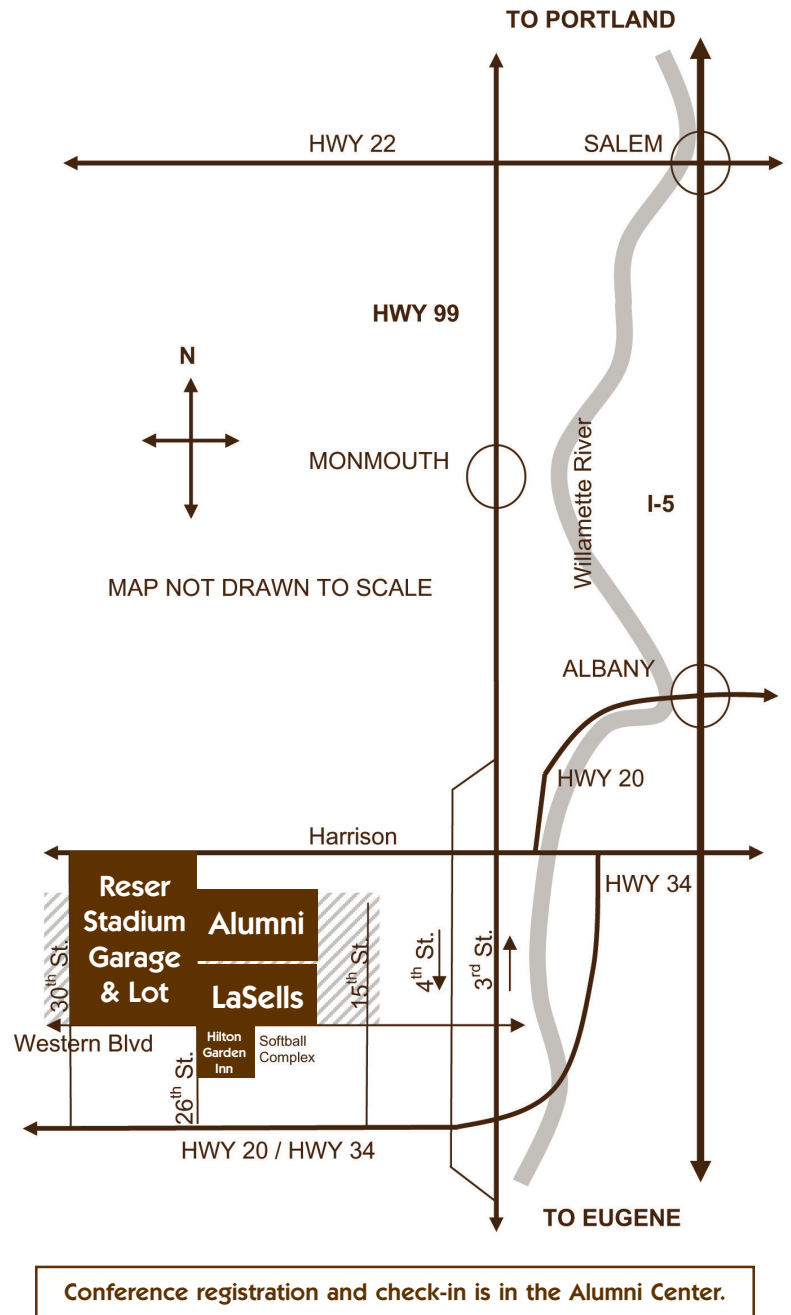 TO PORTLAND
HWY 22
SALEM
HWY 99
N
MONMOUTH
Willamette River
I-5
MAP NOT DRAWN TO SCALE
ALBANY
HWY 20
Harrison
HWY 34
Reser
Stadium
Garage
& Lot
Alumni
LaSells
30th St.
15th St.
4th St.
3rd St.
Western Blvd
Hilton
Garden
Inn
Softball
Complex
26th St.
HWY 20 / HWY 34
TO EUGENE
Conference registration and check-in is in the Alumni Center.